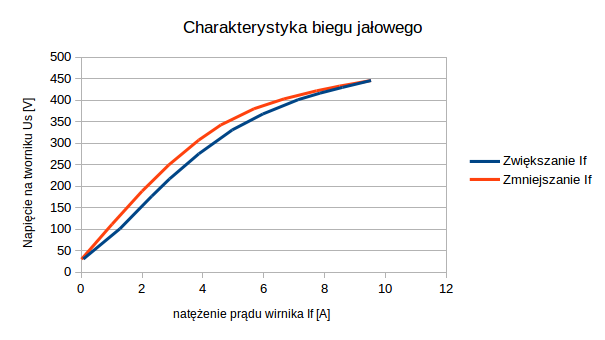 Charakterystyka biegu jałowego
Napięcie na tworniku Us [V]
500
450
400
350
300
250
200
150
100
50
0
0 2 4 6 8 10 12
natężenie prądu wirnika If [A]
Zwiększanie If
Zmniejszanie If